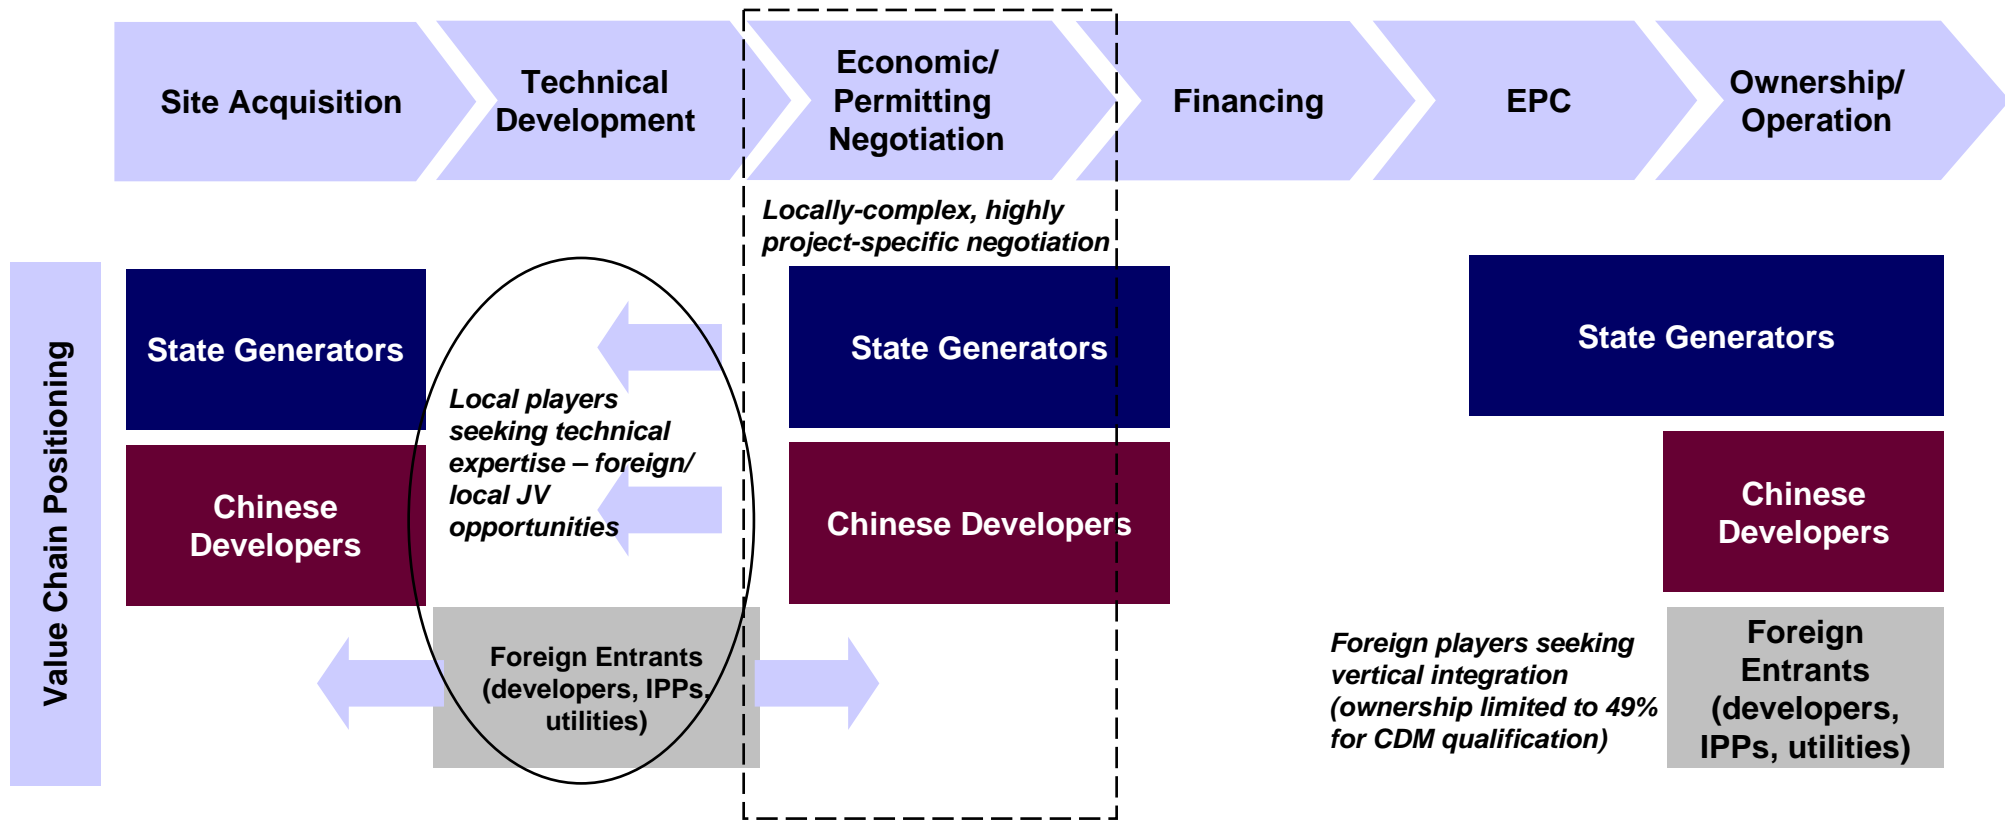 Site Acquisition
Technical
Development
Economic/
Permitting
Negotiation
Financing
EPC
Ownership/
Operation
Locally-complex, highly
project-specific negotiation
Value Chain Positioning
State Generators
State Generators
State Generators
Local players
seeking technical
expertise – foreign/
local JV
opportunities
Chinese
Developers
Chinese Developers
Chinese
Developers
Foreign Entrants
(developers, IPPs,
utilities)
Foreign players seeking
vertical integration
(ownership limited to 49%
for CDM qualification)
Foreign
Entrants
(developers,
IPPs, utilities)